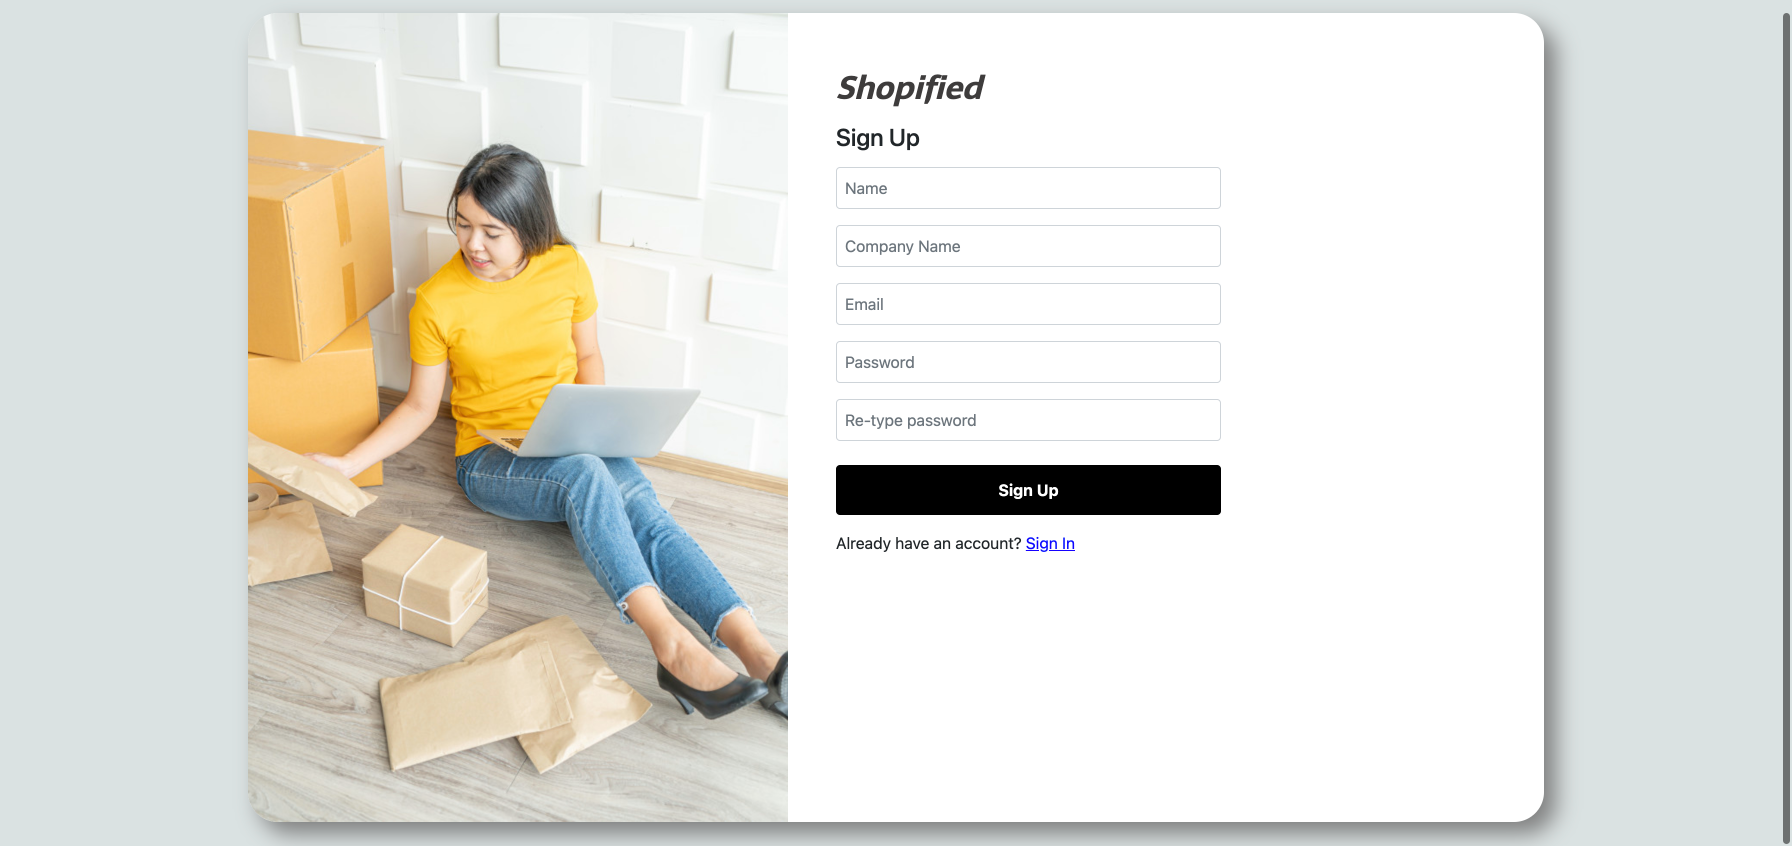 Shopified
Sign Up
Name
Company Name
Email
Password
Re-type password
Sign Up
Already have an account? Sign In